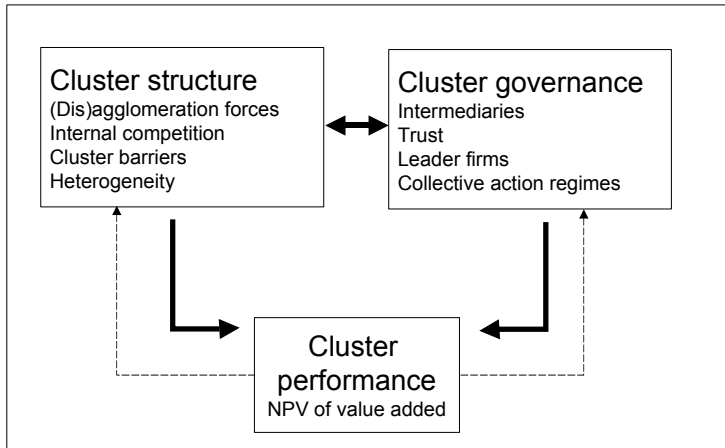 Cluster structure
(Dis)agglomeration forces
Internal competition
Cluster barriers
Heterogeneity
Cluster governance
Intermediaries
Trust
Leader firms
Collective action regimes
Cluster
performance
NPV of value added